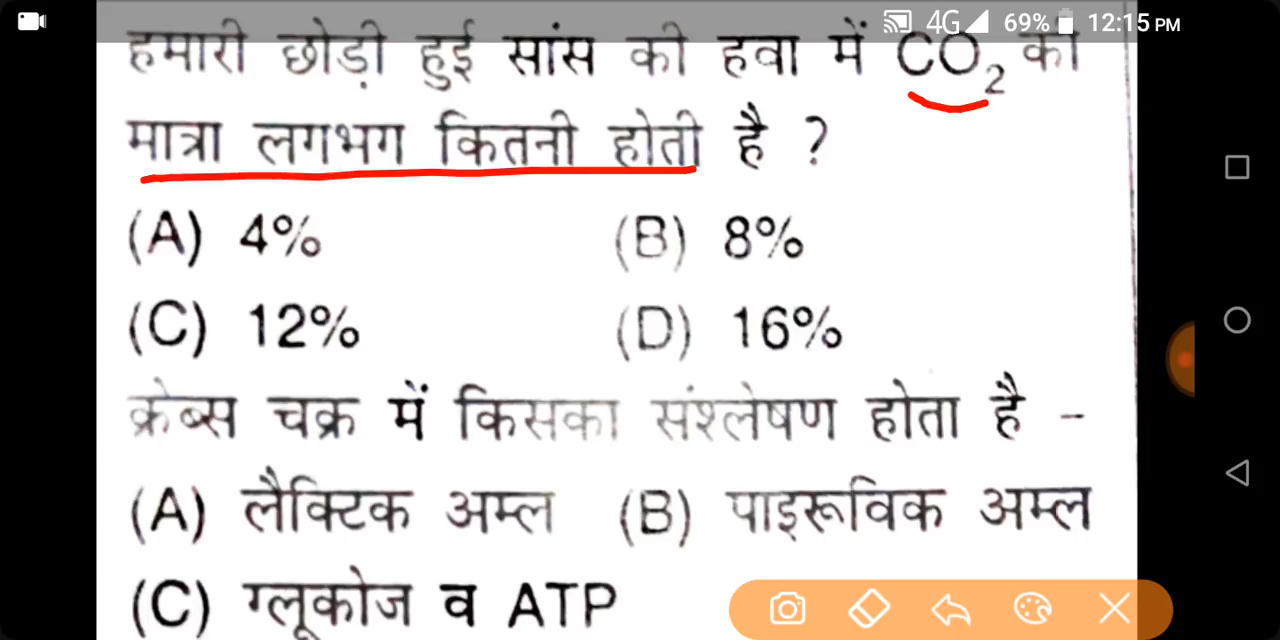 4G 69% 12:15 PM
हमारी छोड़ी हुई सांस की हवा में CO₂ की
मात्रा लगभग कितनी होती है ?
(A) 4% (B) 8%
(C) 12% (D) 16%
क्रेब्स चक्र में किसका संश्लेषण होता है –
(A) लैक्टिक अम्ल (B) पाइरूविक अम्ल
(C) ग्लूकोज व ATP